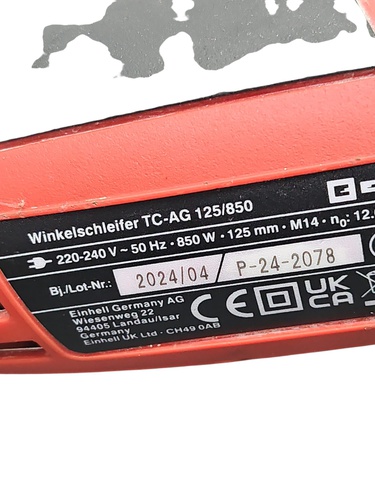 Winkelschleifer TC-AG 125/850
220-240 V ~ 50 Hz · 850 W · 125 mm · M14 · n₀: 12.
Bj./Lot-Nr.: 2024/04 / P-24-2078
Einhell Germany AG
Wiesenweg 22
94405 Landau/Isar
Germany
Einhell UK Ltd · CH49 0AB
CE UK CA